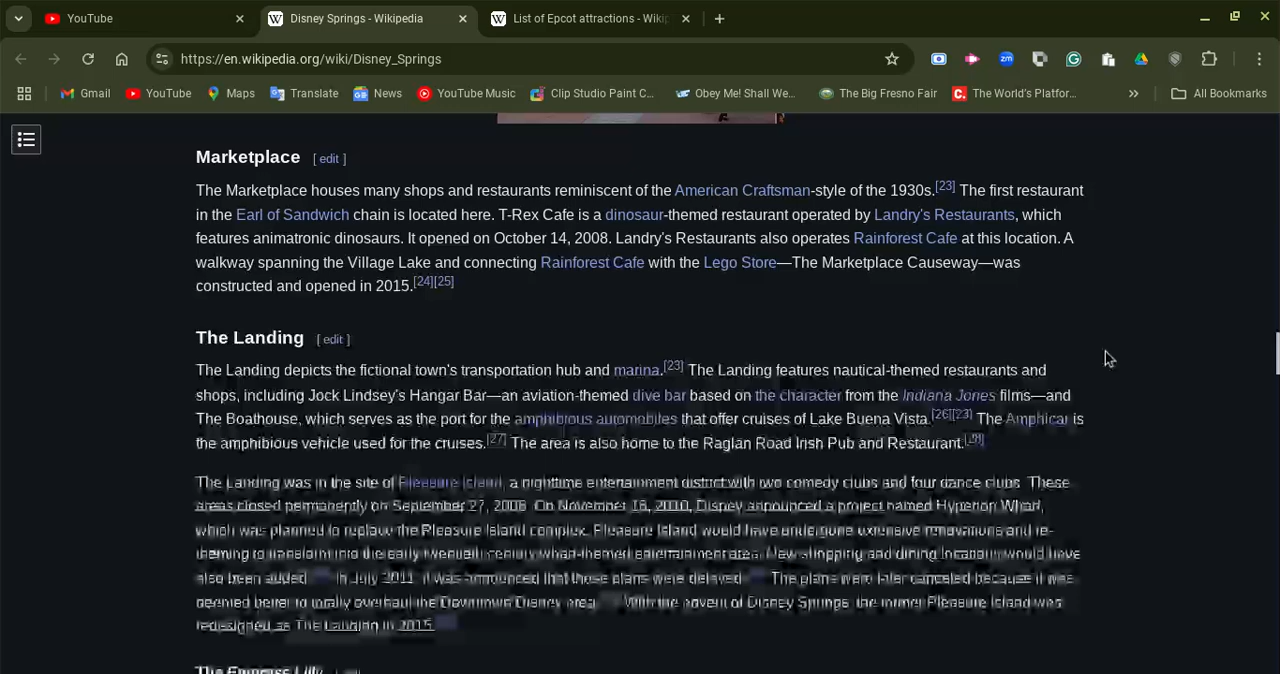 YouTube
Disney Springs - Wikipedia
List of Epcot attractions - Wikip
https://en.wikipedia.org/wiki/Disney_Springs
Gmail
YouTube
Maps
Translate
News
YouTube Music
Clip Studio Paint C...
Obey Me! Shall We...
The Big Fresno Fair
The World's Platfor...
All Bookmarks
Marketplace [ edit ]
The Marketplace houses many shops and restaurants reminiscent of the American Craftsman-style of the 1930s.[23] The first restaurant
in the Earl of Sandwich chain is located here. T-Rex Cafe is a dinosaur-themed restaurant operated by Landry's Restaurants, which
features animatronic dinosaurs. It opened on October 14, 2008. Landry's Restaurants also operates Rainforest Cafe at this location. A
walkway spanning the Village Lake and connecting Rainforest Cafe with the Lego Store—The Marketplace Causeway—was
constructed and opened in 2015.[24][25]
The Landing [ edit ]
The Landing depicts the fictional town's transportation hub and marina.[23] The Landing features nautical-themed restaurants and
shops, including Jock Lindsey's Hangar Bar—an aviation-themed dive bar based on the character from the Indiana Jones films—and
The Boathouse, which serves as the port for the amphibious automobiles that offer cruises of Lake Buena Vista.[26][23] The Amphicar is
the amphibious vehicle used for the cruises.[27] The area is also home to the Raglan Road Irish Pub and Restaurant.[28]
The Landing was in the site of Pleasure Island, a nighttime entertainment district with two comedy clubs and four dance clubs. These
areas closed permanently on September 27, 2008. On November 18, 2010, Disney announced a project named Hyperion Wharf,
which was planned to replace the Pleasure Island complex. Pleasure Island would have undergone extensive renovations and re-
theming to transform into the early twentieth century wharf-themed entertainment area. New shopping and dining locations would have
also been added. In July 2011, it was announced that those plans were delayed. The plans were later canceled because it was
deemed better to totally overhaul the Downtown Disney area. With the advent of Disney Springs, the former Pleasure Island was
redesigned as The Landing in 2015.
The Empress Lilly